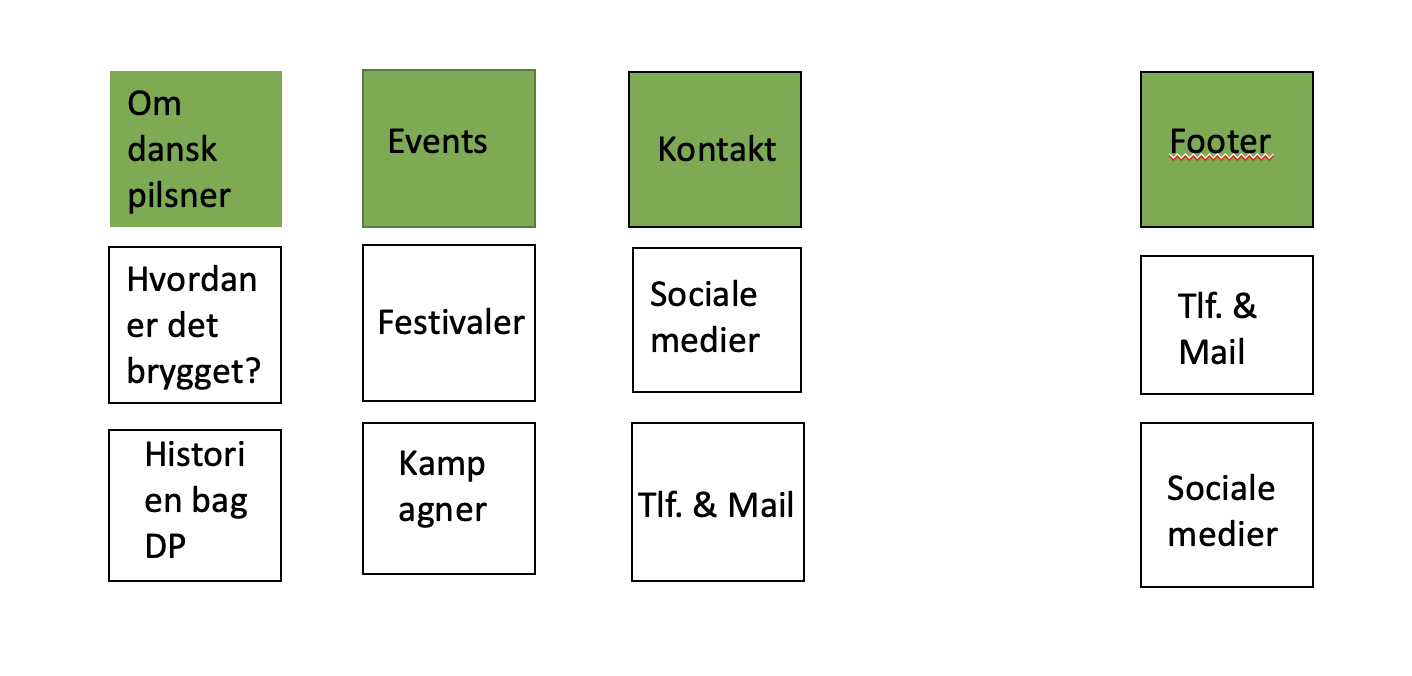 Om
dansk
pilsner
Hvordan
er det
brygget?
Histori
en bag
DP
Events
Festivaler
Kamp
agner
Kontakt
Sociale
medier
Tlf. & Mail
Footer
Tlf. &
Mail
Sociale
medier